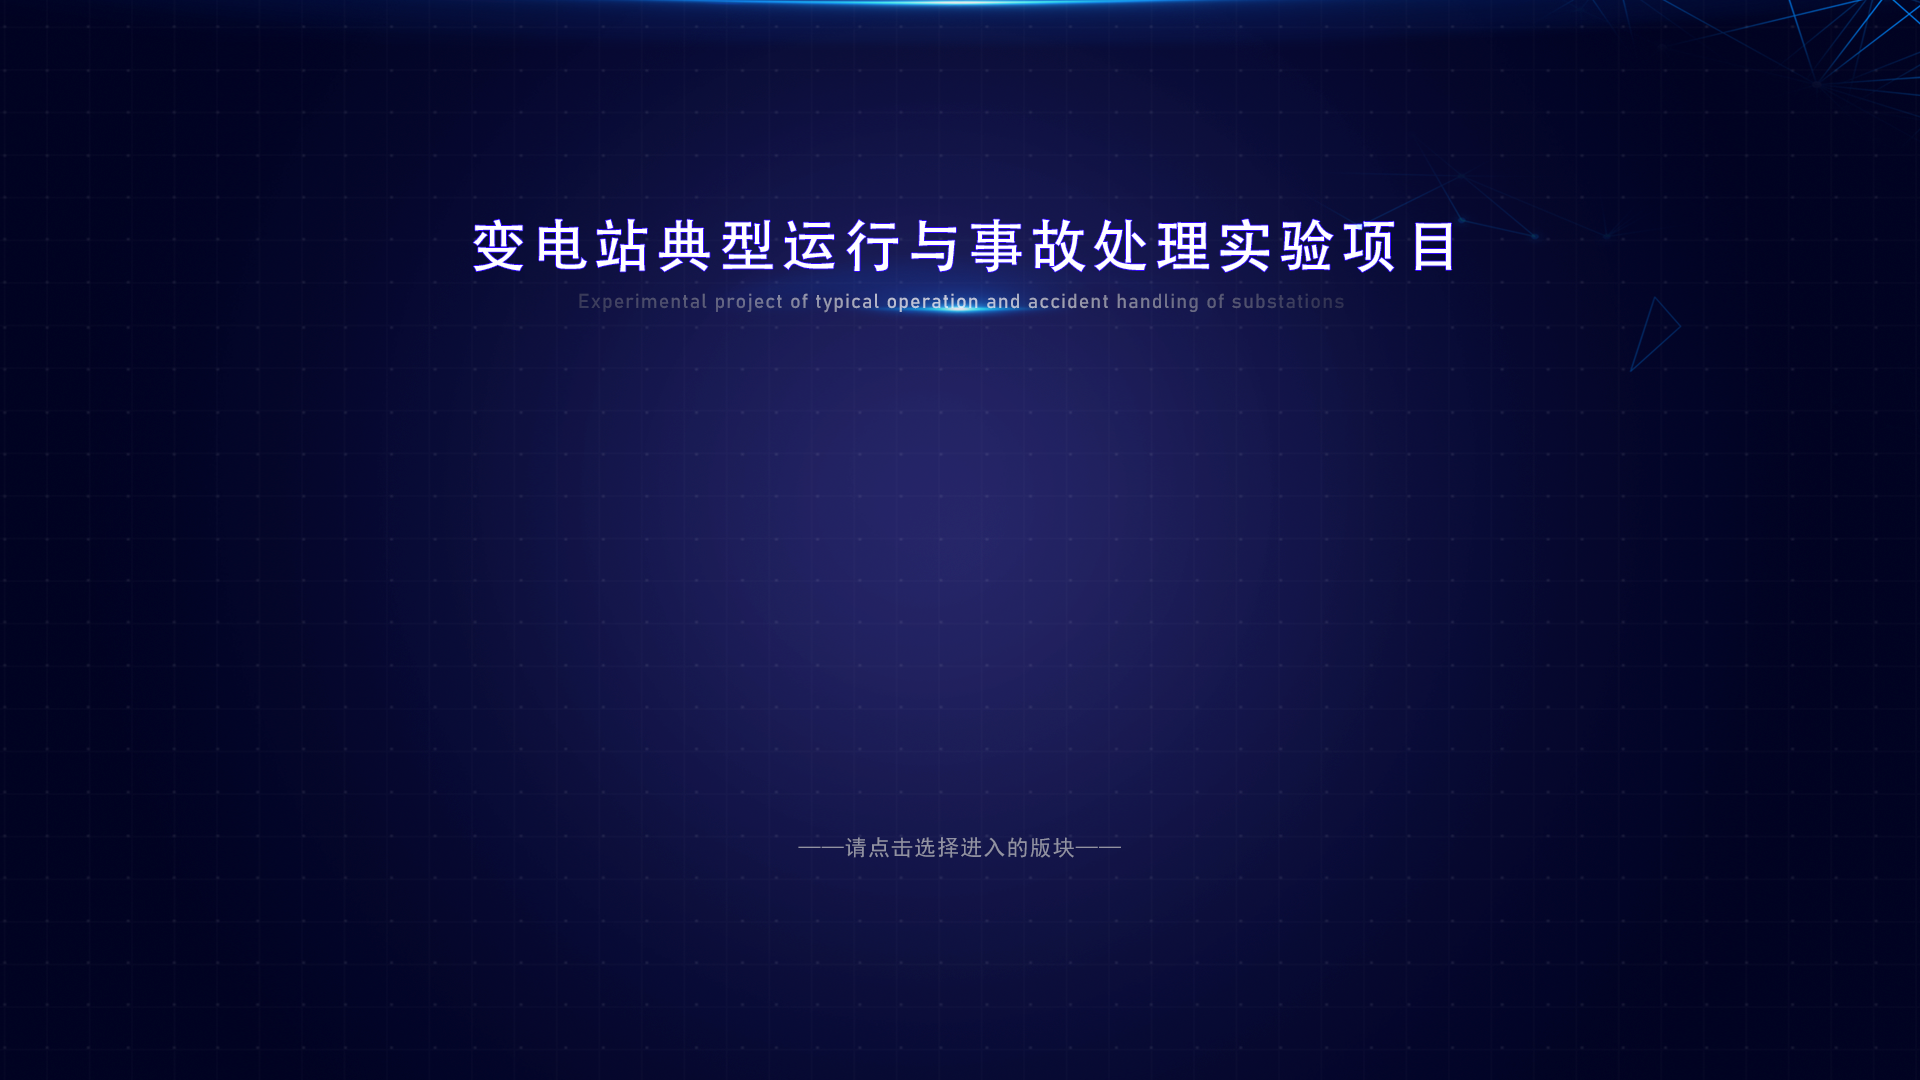 变电站典型运行与事故处理实验项目
Experimental project of typical operation and accident handling of substations
——请点击选择进入的版块——